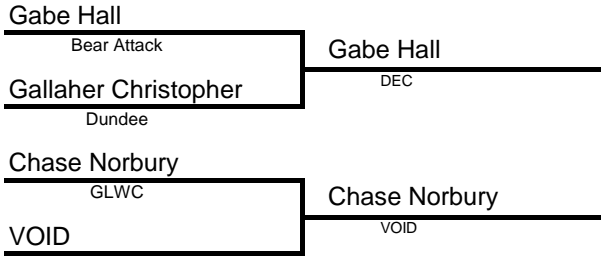 Gabe Hall
Bear Attack
Gabe Hall
DEC
Gallaher Christopher
Dundee
Chase Norbury
GLWC
Chase Norbury
VOID
VOID